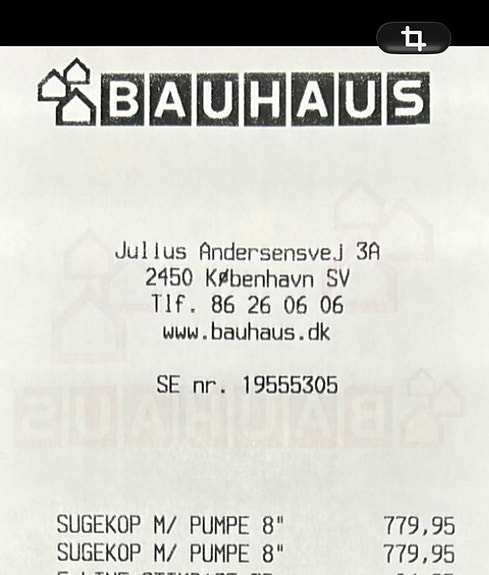 BAUHAUS
Julius Andersensvej 3A
2450 København SV
Tlf. 86 26 06 06
www.bauhaus.dk
SE nr. 19555305
SUGEKOP M/ PUMPE 8" 779,95
SUGEKOP M/ PUMPE 8" 779,95